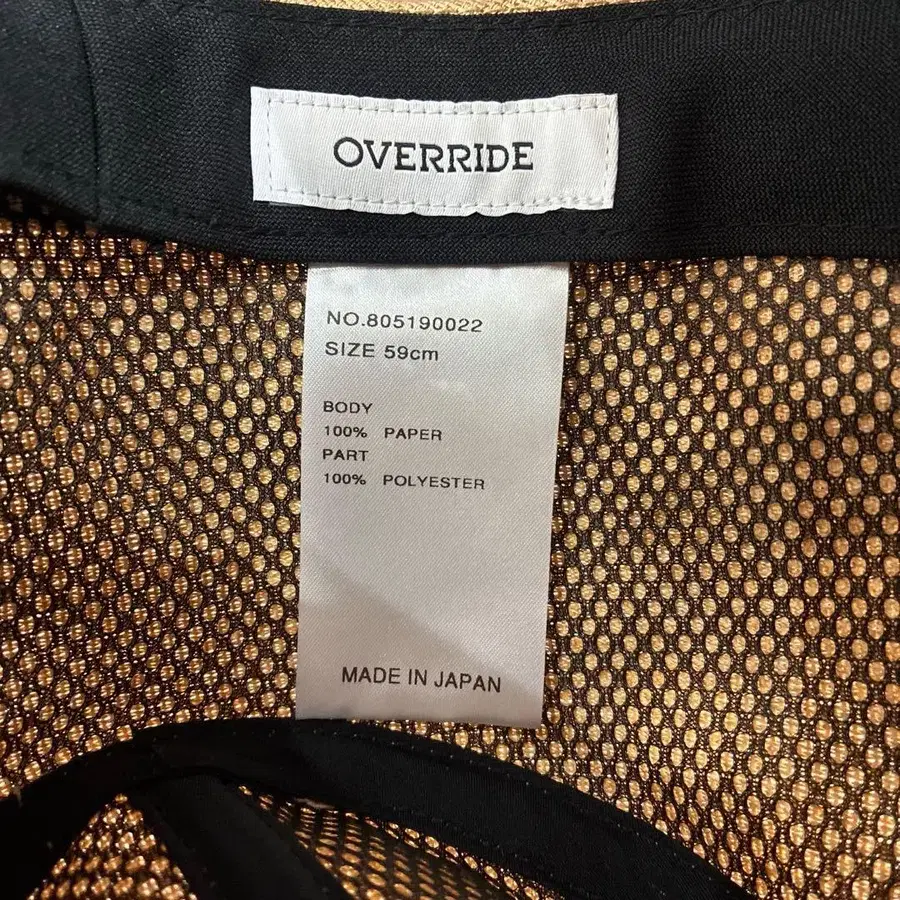 OVERRIDE
NO.805190022
SIZE 59cm
BODY
100% PAPER
PART
100% POLYESTER
MADE IN JAPAN